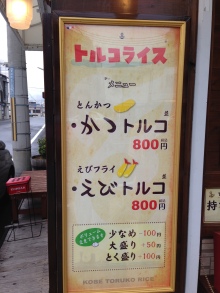 トルコライス
メニュー
とんかつ
・かつトルコ
800円
えびフライ
・えびトルコ
800円
少なめ -100円
大盛り +50円
とく盛り +100円
KOBE TORUKO RICE
持